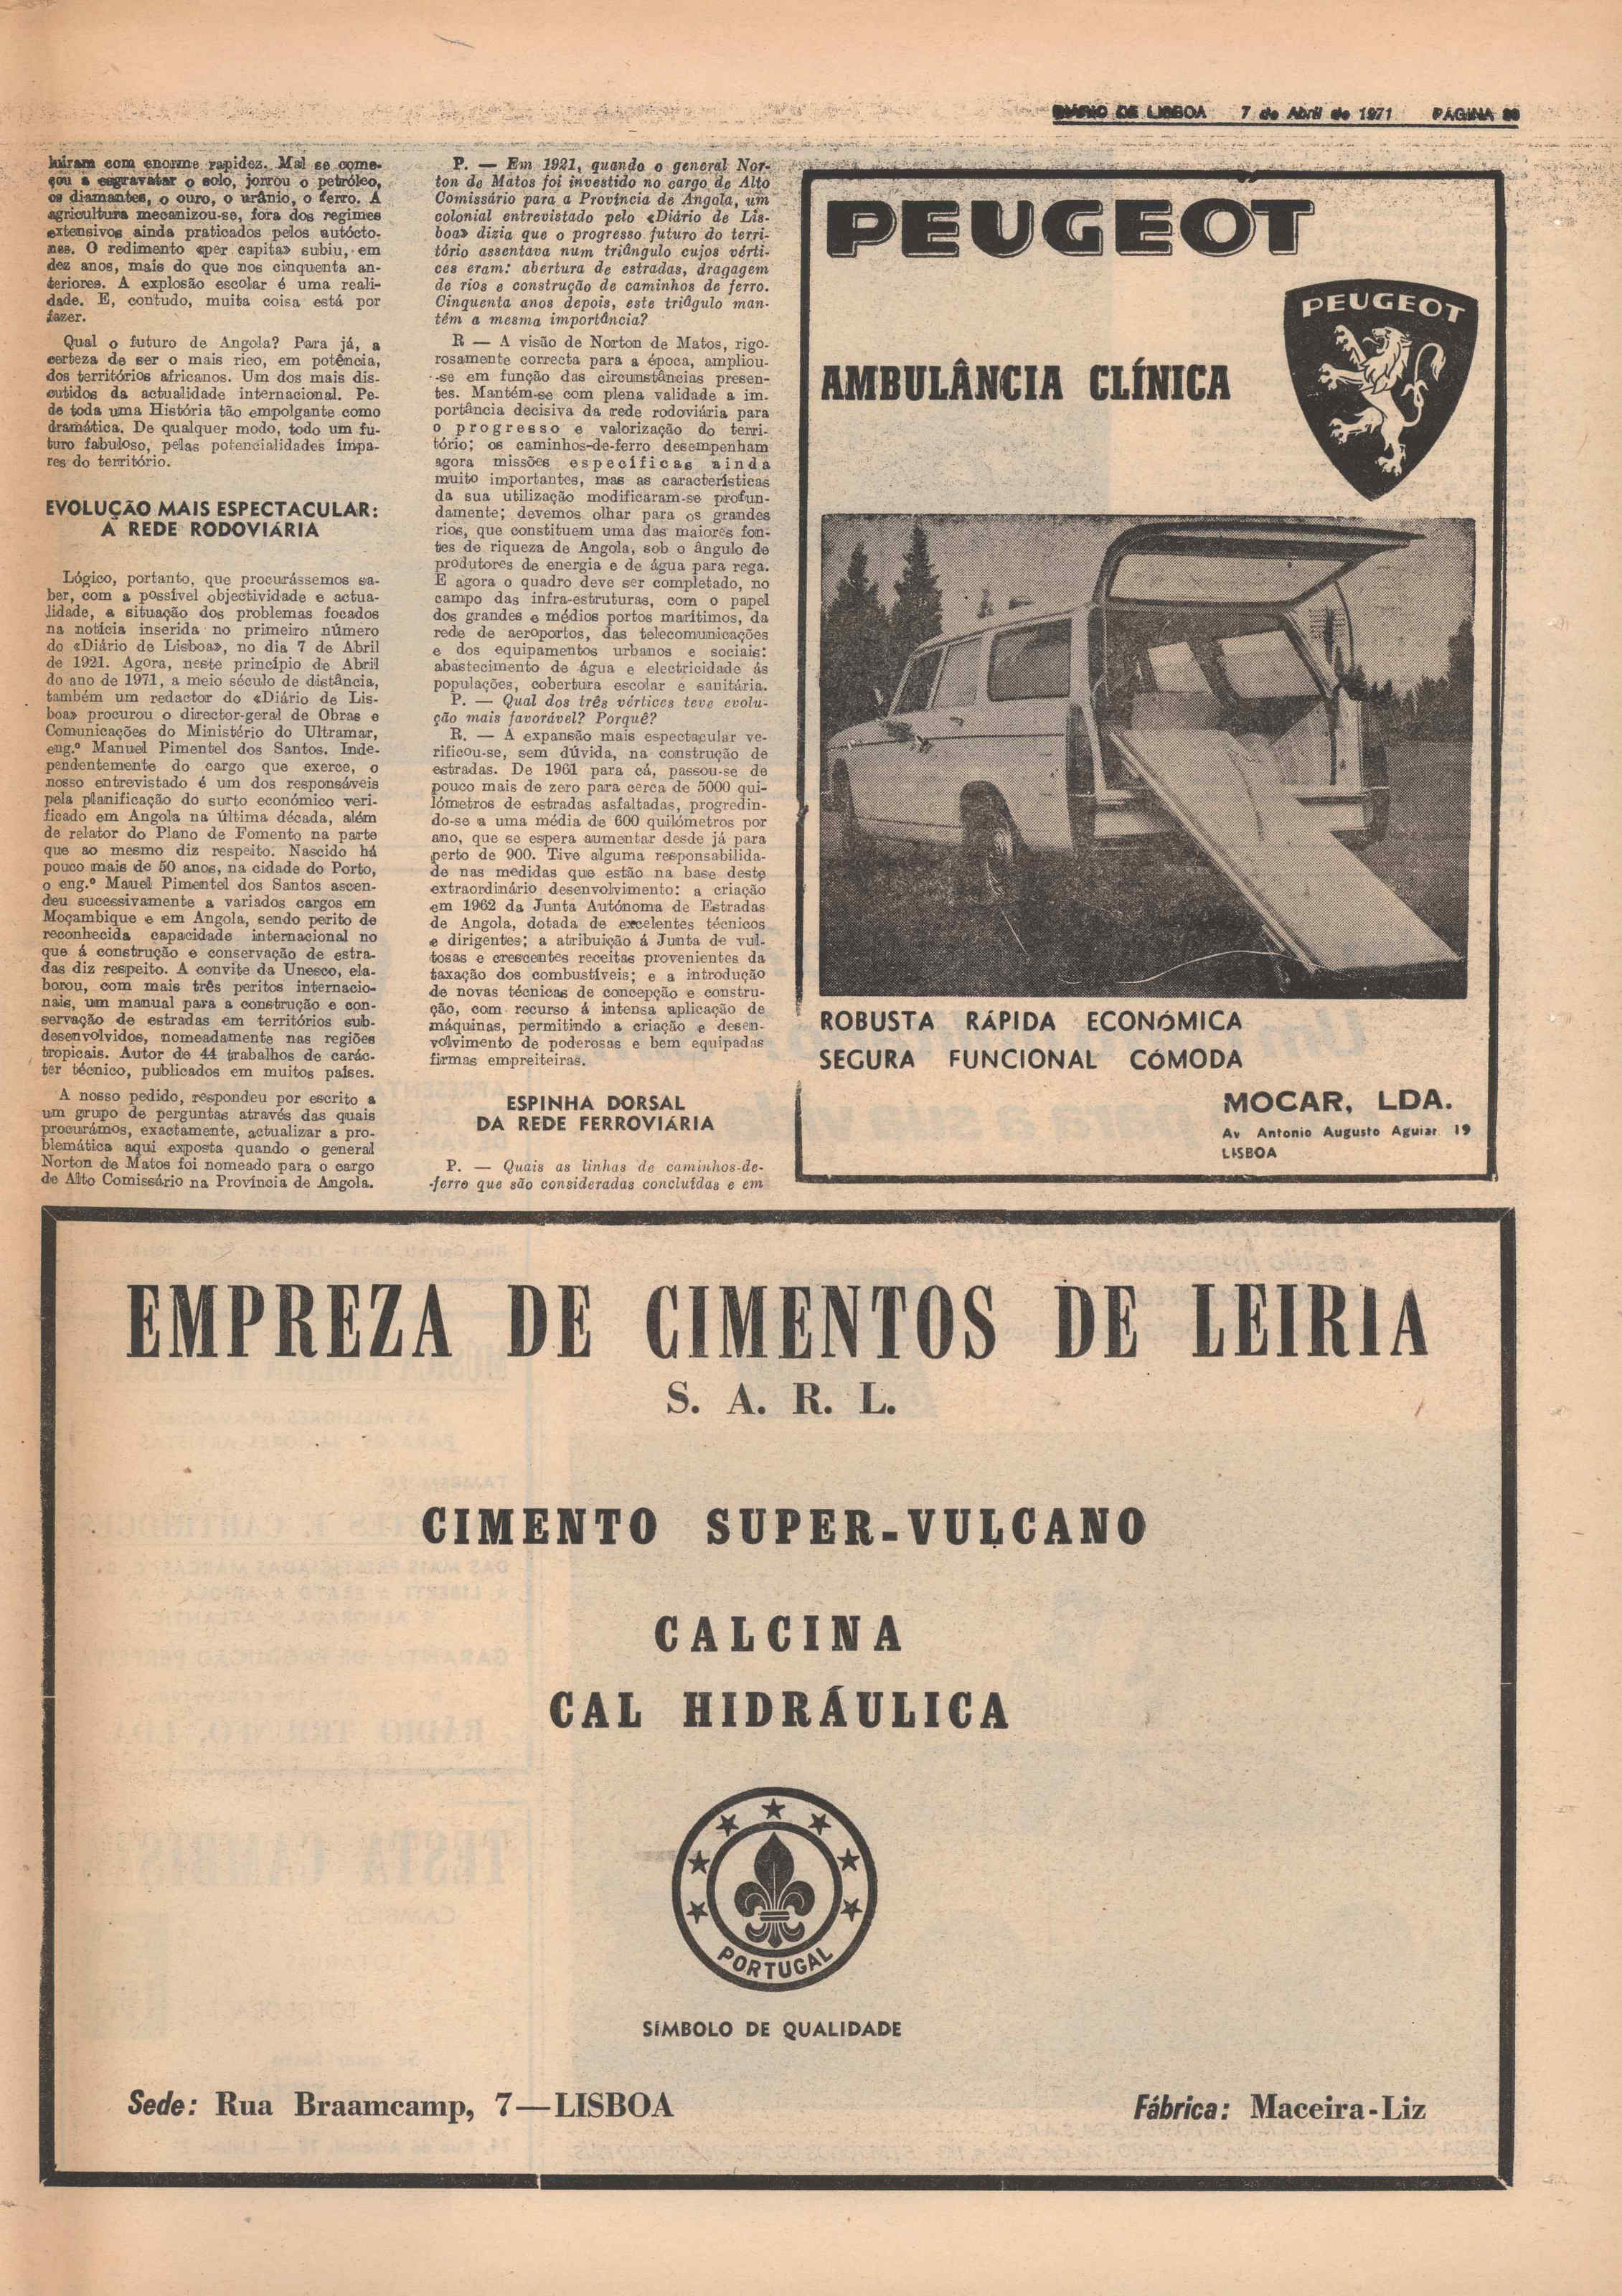 DIÁRIO DE LISBOA 7 de Abril de 1971 PÁGINA
luíram com enorme rapidez. Mal se come-
çou a esgravatar o solo, jorrou o petróleo,
os diamantes, o ouro, o urânio, o ferro. A
agricultura mecanizou-se, fora dos regimes
extensivos ainda praticados pelos autócto-
nes. O redimento «per capita» subiu, em
dez anos, mais do que nos cinquenta an-
teriores. A explosão escolar é uma reali-
dade. E, contudo, muita coisa está por
fazer.
Qual o futuro de Angola? Para já, a
certeza de ser o mais rico, em potência,
dos territórios africanos. Um dos mais dis-
cutidos da actualidade internacional. Pe-
de toda uma História tão empolgante como
dramática. De qualquer modo, todo um fu-
turo fabuloso, pelas potencialidades ímpa-
res do território.
EVOLUÇÃO MAIS ESPECTACULAR:
A REDE RODOVIÁRIA
Lógico, portanto, que procurássemos sa-
ber, com a possível objectividade e actua-
lidade, a situação dos problemas focados
na notícia inserida no primeiro número
do «Diário de Lisboa», no dia 7 de Abril
de 1921. Agora, neste princípio de Abril
do ano de 1971, a meio século de distância,
também um redactor do «Diário de Lis-
boa» procurou o director-geral de Obras e
Comunicações do Ministério do Ultramar,
eng.º Manuel Pimentel dos Santos. Inde-
pendentemente do cargo que exerce, o
nosso entrevistado é um dos responsáveis
pela planificação do surto económico veri-
ficado em Angola na última década, além
de relator do Plano de Fomento na parte
que ao mesmo diz respeito. Nascido há
pouco mais de 50 anos, na cidade do Porto,
o eng.º Mauel Pimentel dos Santos ascen-
deu sucessivamente a variados cargos em
Moçambique e em Angola, sendo perito de
reconhecida capacidade internacional no
que á construção e conservação de estra-
das diz respeito. A convite da Unesco, ela-
borou, com mais três peritos internacio-
nais, um manual para a construção e con-
servação de estradas em territórios sub-
desenvolvidos, nomeadamente nas regiões
tropicais. Autor de 44 trabalhos de carác-
ter técnico, publicados em muitos países.
A nosso pedido, respondeu por escrito a
um grupo de perguntas através das quais
procurámos, exactamente, actualizar a pro-
blemática aqui exposta quando o general
Norton de Matos foi nomeado para o cargo
de Alto Comissário na Província de Angola.
P. — Em 1921, quando o general Nor-
ton de Matos foi investido no cargo de Alto
Comissário para a Província de Angola, um
colonial entrevistado pelo «Diário de Lis-
boa» dizia que o progresso futuro do terri-
tório assentava num triângulo cujos vérti-
ces eram: abertura de estradas, dragagem
de rios e construção de caminhos de ferro.
Cinquenta anos depois, este triângulo man-
têm a mesma importância?
R — A visão de Norton de Matos, rigo-
rosamente correcta para a época, ampliou-
-se em função das circunstâncias presen-
tes. Mantém-se com plena validade a im-
portância decisiva da rede rodoviária para
o progresso e valorização do terri-
tório; os caminhos-de-ferro desempenham
agora missões específicas ainda
muito importantes, mas as características
da sua utilização modificaram-se profun-
damente; devemos olhar para os grandes
rios, que constituem uma das maiores fon-
tes de riqueza de Angola, sob o ângulo de
produtores de energia e de água para rega.
E agora o quadro deve ser completado, no
campo das infra-estruturas, com o papel
dos grandes e médios portos marítimos, da
rede de aeroportos, das telecomunicações
e dos equipamentos urbanos e sociais:
abastecimento de água e electricidade ás
populações, cobertura escolar e sanitária.
P. — Qual dos três vértices teve evolu-
ção mais favorável? Porquê?
R. — A expansão mais espectacular ve-
rificou-se, sem dúvida, na construção de
estradas. De 1961 para cá, passou-se de
pouco mais de zero para cerca de 5000 qui-
lómetros de estradas asfaltadas, progredin-
do-se a uma média de 600 quilómetros por
ano, que se espera aumentar desde já para
perto de 900. Tive alguma responsabilida-
de nas medidas que estão na base deste
extraordinário desenvolvimento: a criação
em 1962 da Junta Autónoma de Estradas
de Angola, dotada de excelentes técnicos
e dirigentes; a atribuição á Junta de vul-
tosas e crescentes receitas provenientes da
taxação dos combustíveis; e a introdução
de novas técnicas de concepção e constru-
ção, com recurso á intensa aplicação de
máquinas, permitindo a criação e desen-
volvimento de poderosas e bem equipadas
firmas empreiteiras.
ESPINHA DORSAL
DA REDE FERROVIÁRIA
P. — Quais as linhas de caminhos-de-
-ferro que são consideradas concluídas e em
PEUGEOT
PEUGEOT
AMBULÂNCIA CLÍNICA
ROBUSTA RÁPIDA ECONÓMICA
SEGURA FUNCIONAL CÓMODA
MOCAR, LDA.
Av Antonio Augusto Aguiar 19
LISBOA
EMPREZA DE CIMENTOS DE LEIRIA
S. A. R. L.
CIMENTO SUPER-VULCANO
CALCINA
CAL HIDRÁULICA
PORTUGAL
SÍMBOLO DE QUALIDADE
Sede: Rua Braamcamp, 7—LISBOA
Fábrica: Maceira-Liz